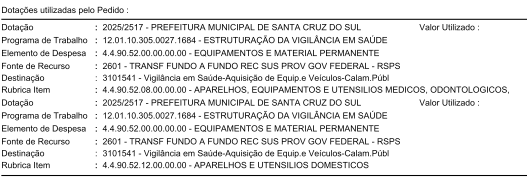 Dotações utilizadas pelo Pedido :
Dotação : 2025/2517 - PREFEITURA MUNICIPAL DE SANTA CRUZ DO SUL Valor Utilizado :
Programa de Trabalho : 12.01.10.305.0027.1684 - ESTRUTURAÇÃO DA VIGILÂNCIA EM SAÚDE
Elemento de Despesa : 4.4.90.52.00.00.00.00 - EQUIPAMENTOS E MATERIAL PERMANENTE
Fonte de Recurso : 2601 - TRANSF FUNDO A FUNDO REC SUS PROV GOV FEDERAL - RSPS
Destinação : 3101541 - Vigilância em Saúde-Aquisição de Equip.e Veículos-Calam.Públ
Rubrica Item : 4.4.90.52.08.00.00.00 - APARELHOS, EQUIPAMENTOS E UTENSILIOS MEDICOS, ODONTOLOGICOS,
Dotação : 2025/2517 - PREFEITURA MUNICIPAL DE SANTA CRUZ DO SUL Valor Utilizado :
Programa de Trabalho : 12.01.10.305.0027.1684 - ESTRUTURAÇÃO DA VIGILÂNCIA EM SAÚDE
Elemento de Despesa : 4.4.90.52.00.00.00.00 - EQUIPAMENTOS E MATERIAL PERMANENTE
Fonte de Recurso : 2601 - TRANSF FUNDO A FUNDO REC SUS PROV GOV FEDERAL - RSPS
Destinação : 3101541 - Vigilância em Saúde-Aquisição de Equip.e Veículos-Calam.Públ
Rubrica Item : 4.4.90.52.12.00.00.00 - APARELHOS E UTENSILIOS DOMESTICOS